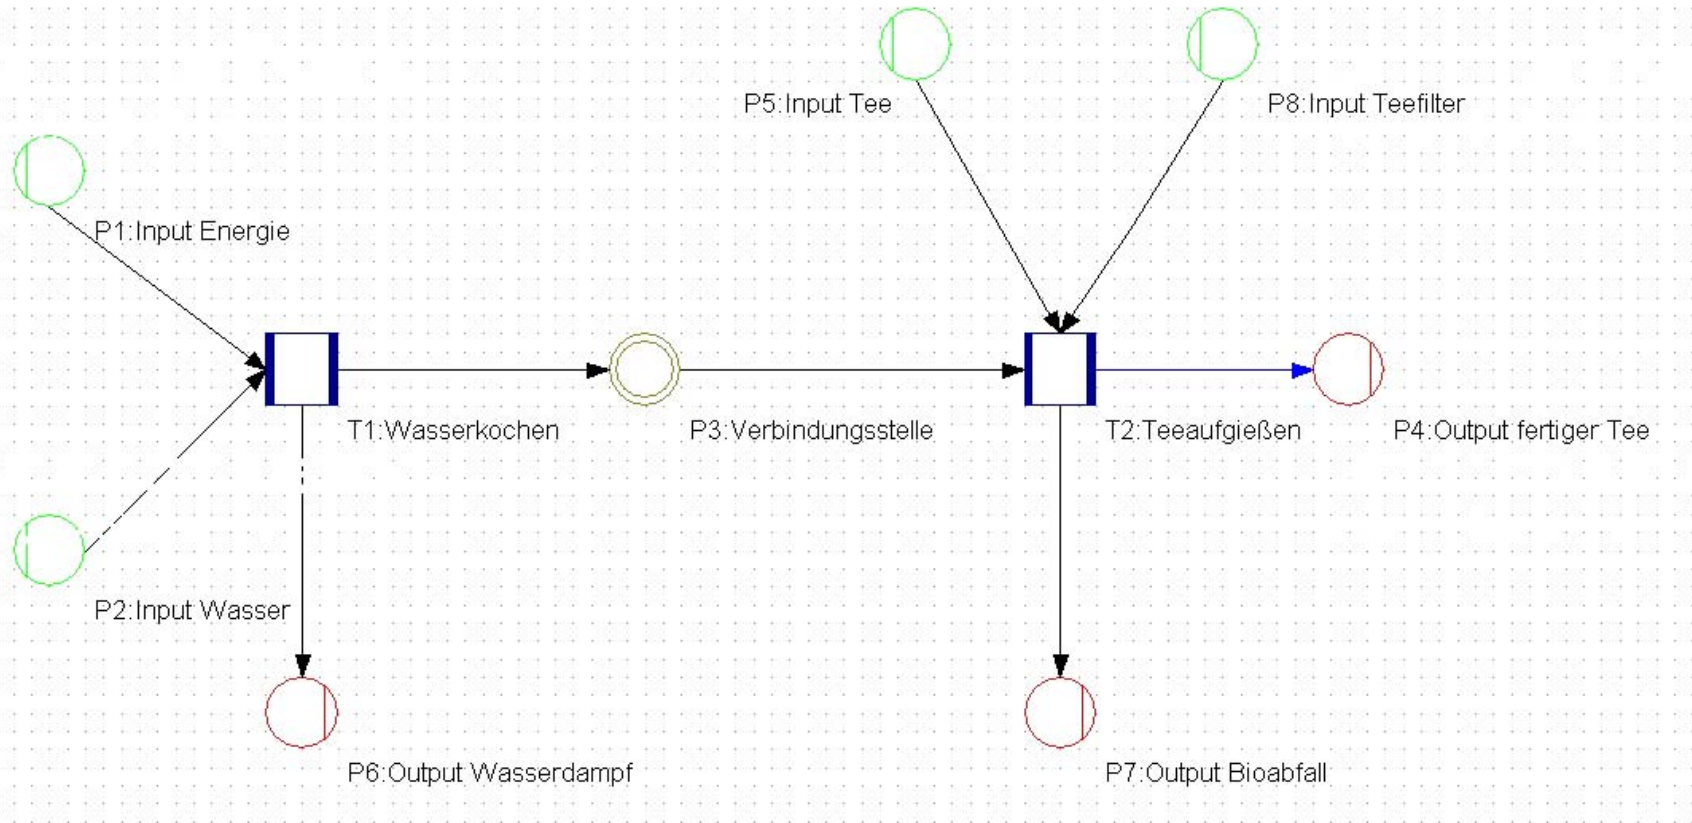 P5:Input Tee
P8:Input Teefilter
P1:Input Energie
T1:Wasserkochen
P3:Verbindungsstelle
T2:Teeaufgießen
P4:Output fertiger Tee
P2:Input Wasser
P6:Output Wasserdampf
P7:Output Bioabfall